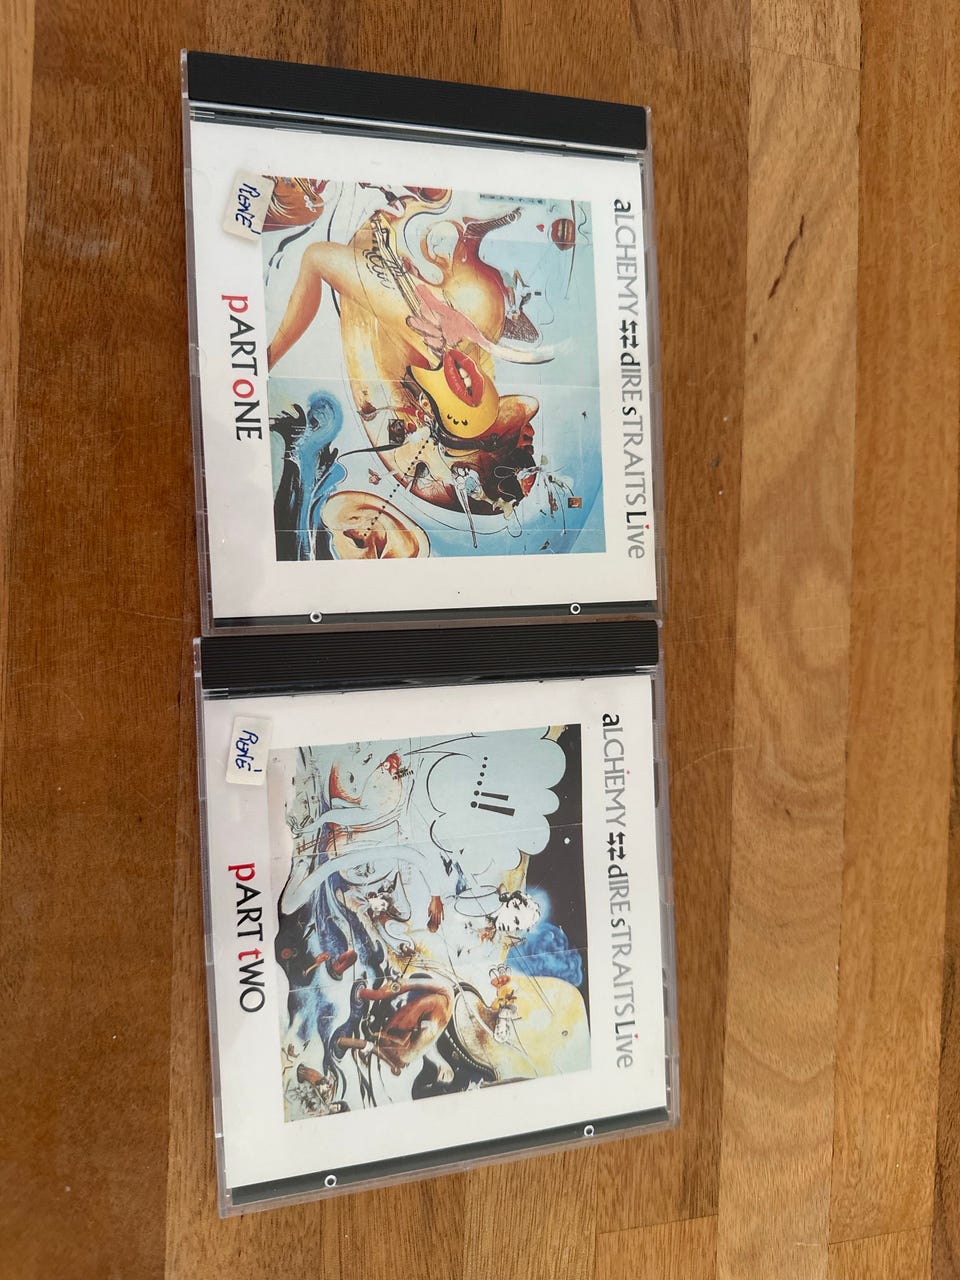 aLCHEMY ⇆ dIRE sTRAITS Live
RENÉ
pART oNE
aLCHEMY ⇆ dIRE sTRAITS Live
.....!!
RENÉ
pART tWO